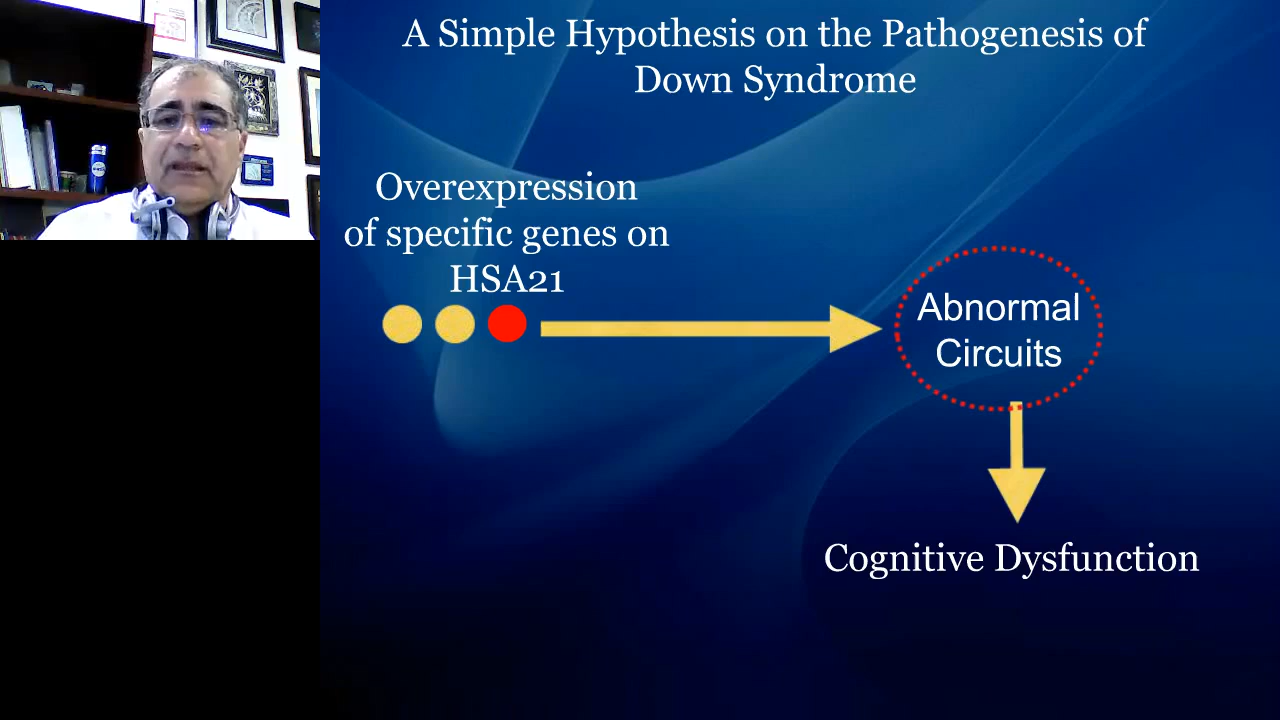 A Simple Hypothesis on the Pathogenesis of
Down Syndrome
Overexpression
of specific genes on
HSA21
Abnormal
Circuits
Cognitive Dysfunction